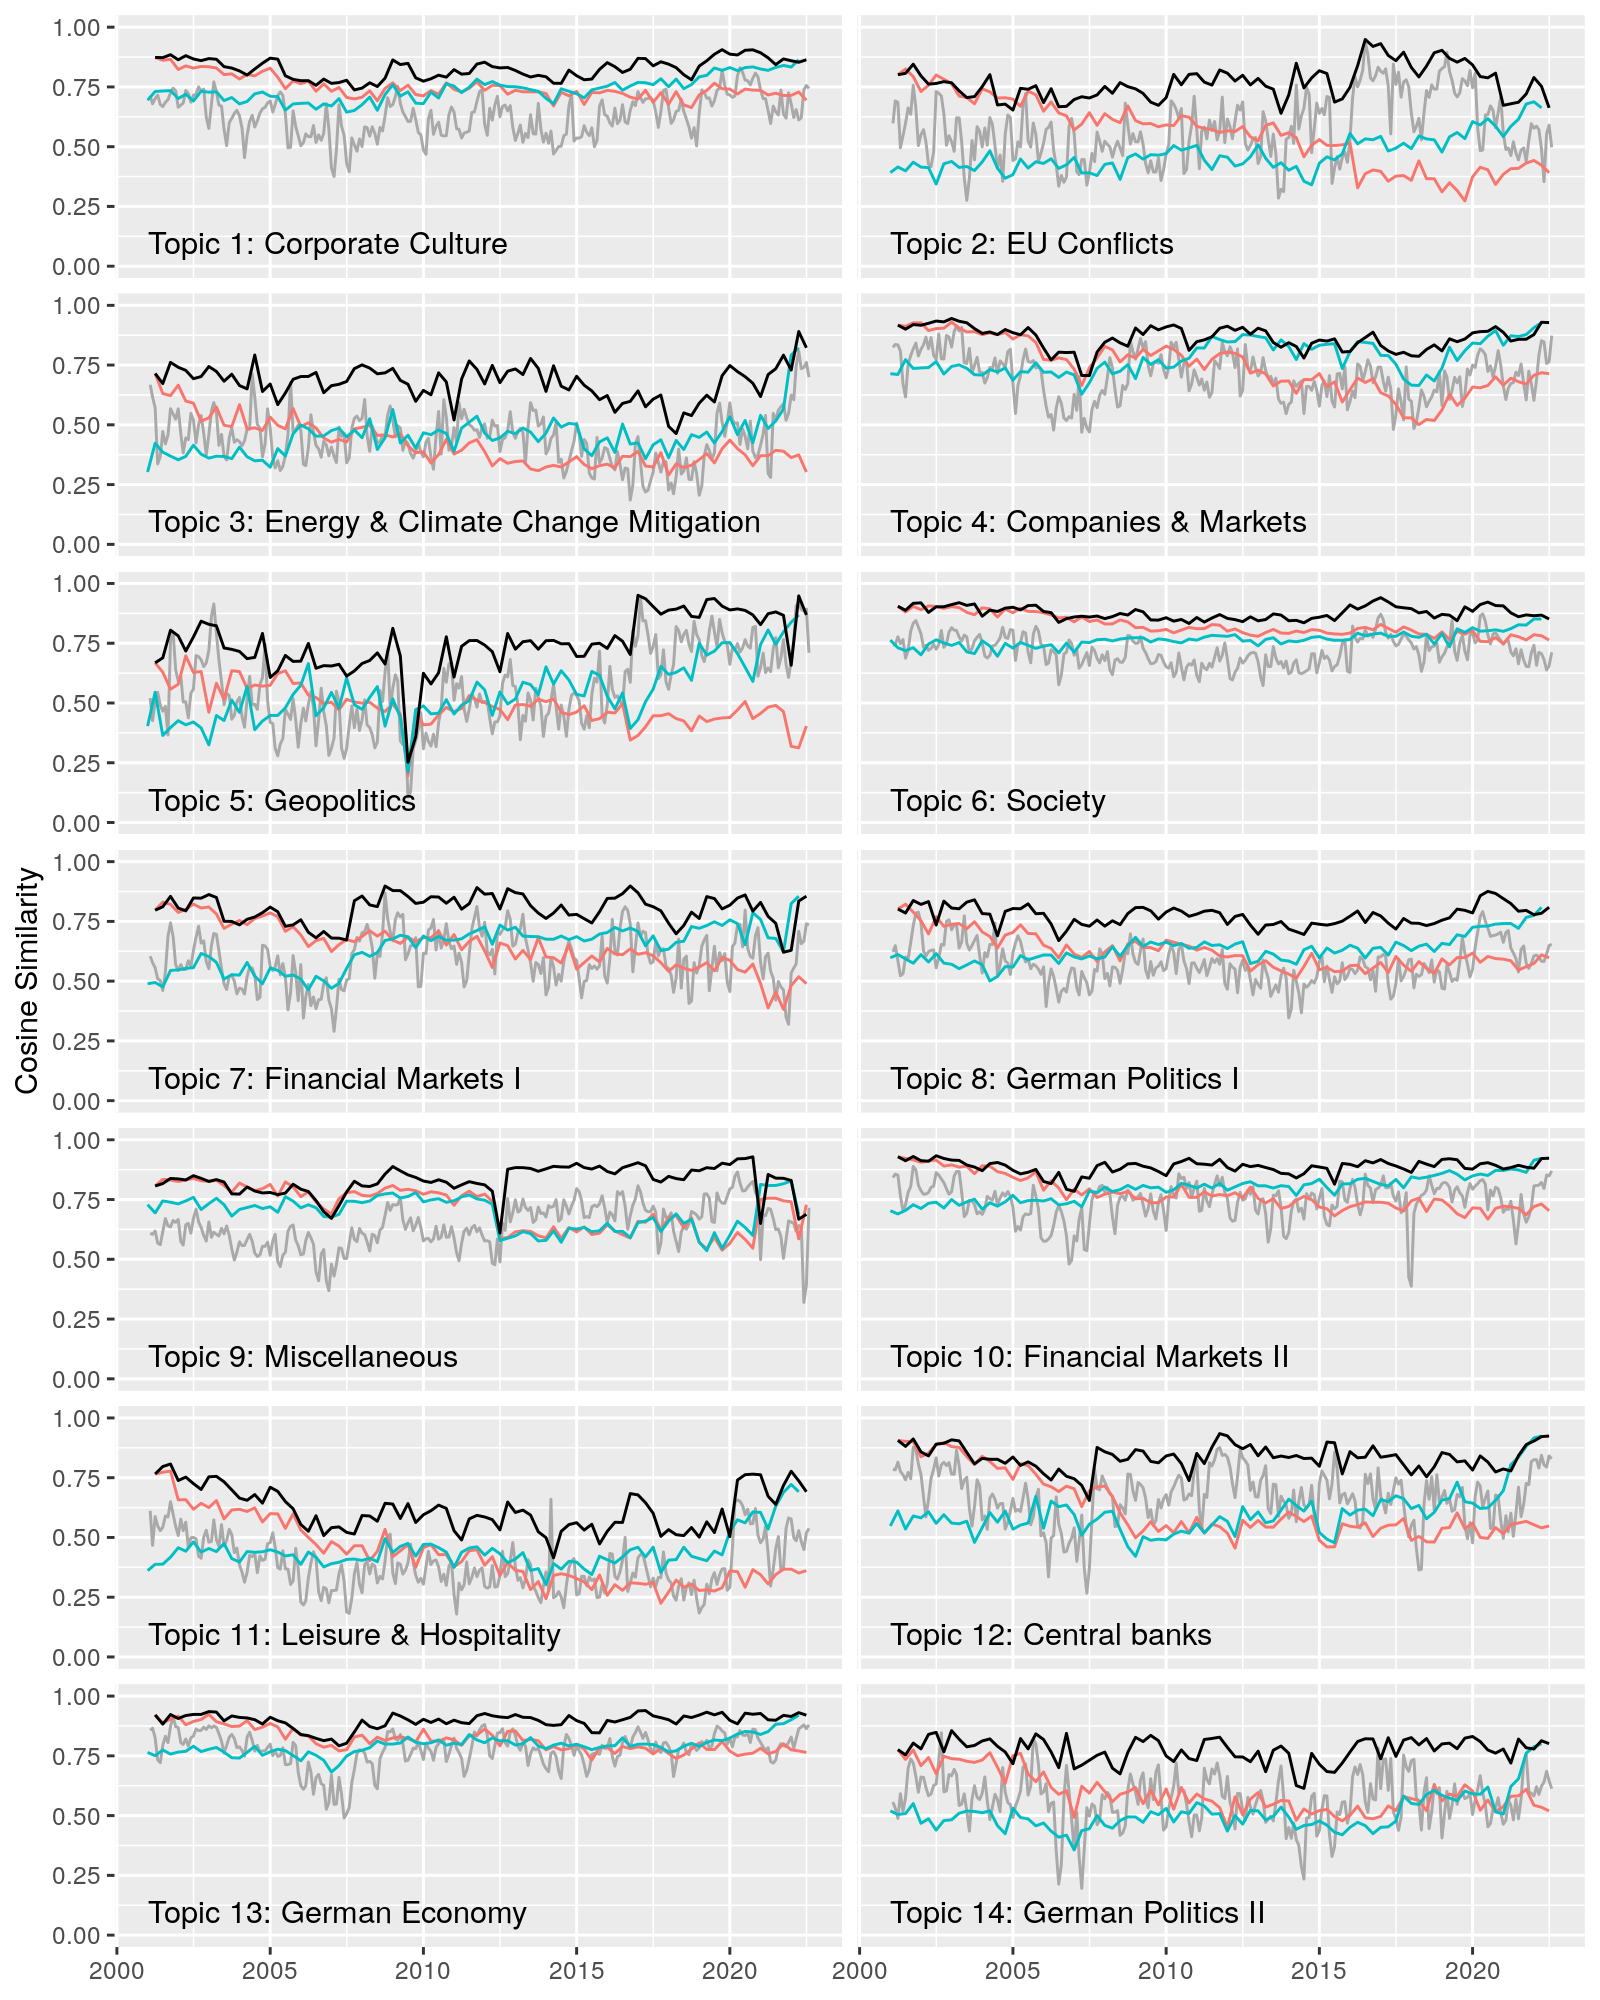 1.00
0.75
0.50
0.25
0.00
Topic 1: Corporate Culture
Topic 2: EU Conflicts
1.00
0.75
0.50
0.25
0.00
Topic 3: Energy & Climate Change Mitigation
Topic 4: Companies & Markets
1.00
0.75
0.50
0.25
0.00
Topic 5: Geopolitics
Topic 6: Society
Cosine Similarity
1.00
0.75
0.50
0.25
0.00
Topic 7: Financial Markets I
Topic 8: German Politics I
1.00
0.75
0.50
0.25
0.00
Topic 9: Miscellaneous
Topic 10: Financial Markets II
1.00
0.75
0.50
0.25
0.00
Topic 11: Leisure & Hospitality
Topic 12: Central banks
1.00
0.75
0.50
0.25
0.00
Topic 13: German Economy
Topic 14: German Politics II
2000 2005 2010 2015 2020 2000 2005 2010 2015 2020